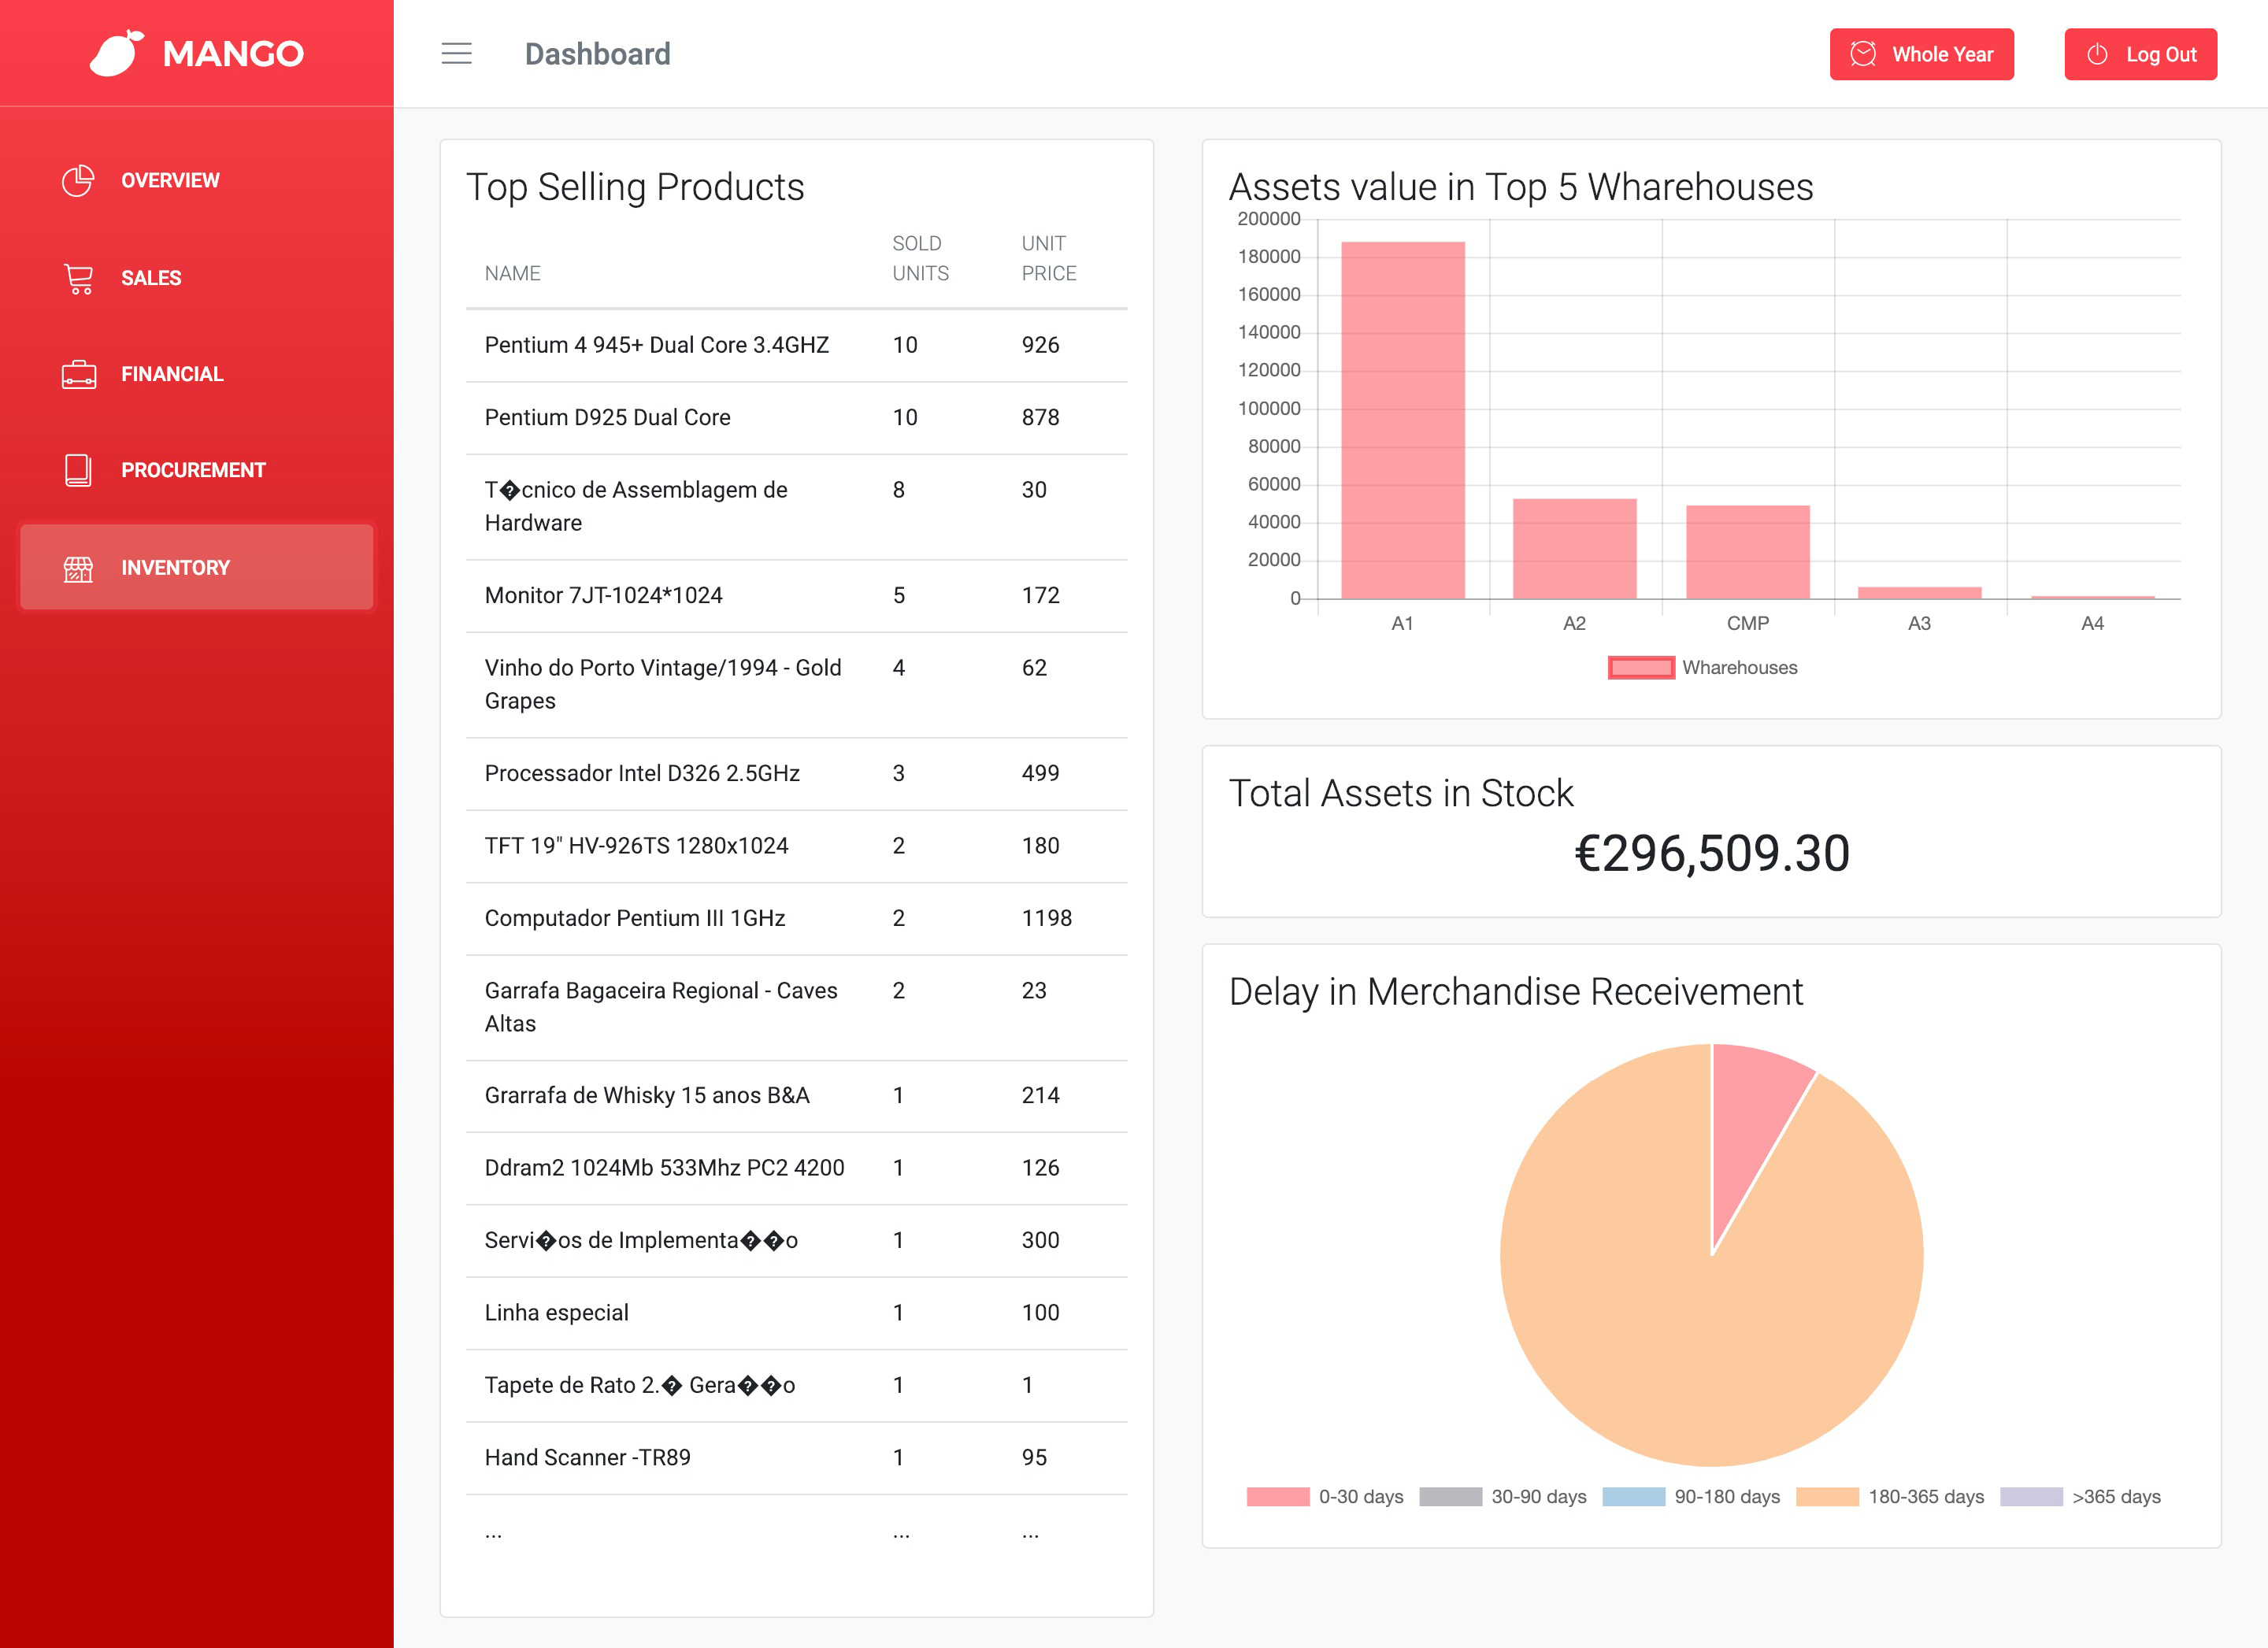 MANGO
Dashboard
Whole Year
Log Out
OVERVIEW
SALES
FINANCIAL
PROCUREMENT
INVENTORY
Top Selling Products
NAME SOLD UNITS UNIT PRICE
Pentium 4 945+ Dual Core 3.4GHZ 10 926
Pentium D925 Dual Core 10 878
T�cnico de Assemblagem de 8 30
Hardware
Monitor 7JT-1024*1024 5 172
Vinho do Porto Vintage/1994 - Gold 4 62
Grapes
Processador Intel D326 2.5GHz 3 499
TFT 19" HV-926TS 1280x1024 2 180
Computador Pentium III 1GHz 2 1198
Garrafa Bagaceira Regional - Caves 2 23
Altas
Grarrafa de Whisky 15 anos B&A 1 214
Ddram2 1024Mb 533Mhz PC2 4200 1 126
Servi�os de Implementa��o 1 300
Linha especial 1 100
Tapete de Rato 2.� Gera��o 1 1
Hand Scanner -TR89 1 95
... ... ...
Assets value in Top 5 Wharehouses
200000
180000
160000
140000
120000
100000
80000
60000
40000
20000
0
A1 A2 CMP A3 A4
Wharehouses
Total Assets in Stock
€296,509.30
Delay in Merchandise Receivement
0-30 days 30-90 days 90-180 days 180-365 days >365 days